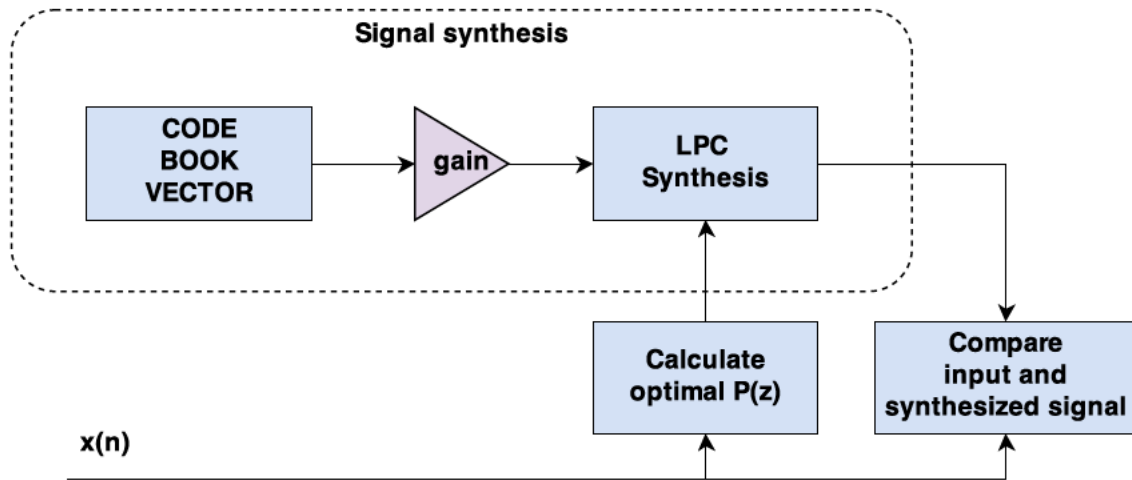 Signal synthesis
CODE
BOOK
VECTOR
gain
LPC
Synthesis
Calculate
optimal P(z)
Compare
input and
synthesized signal
x(n)